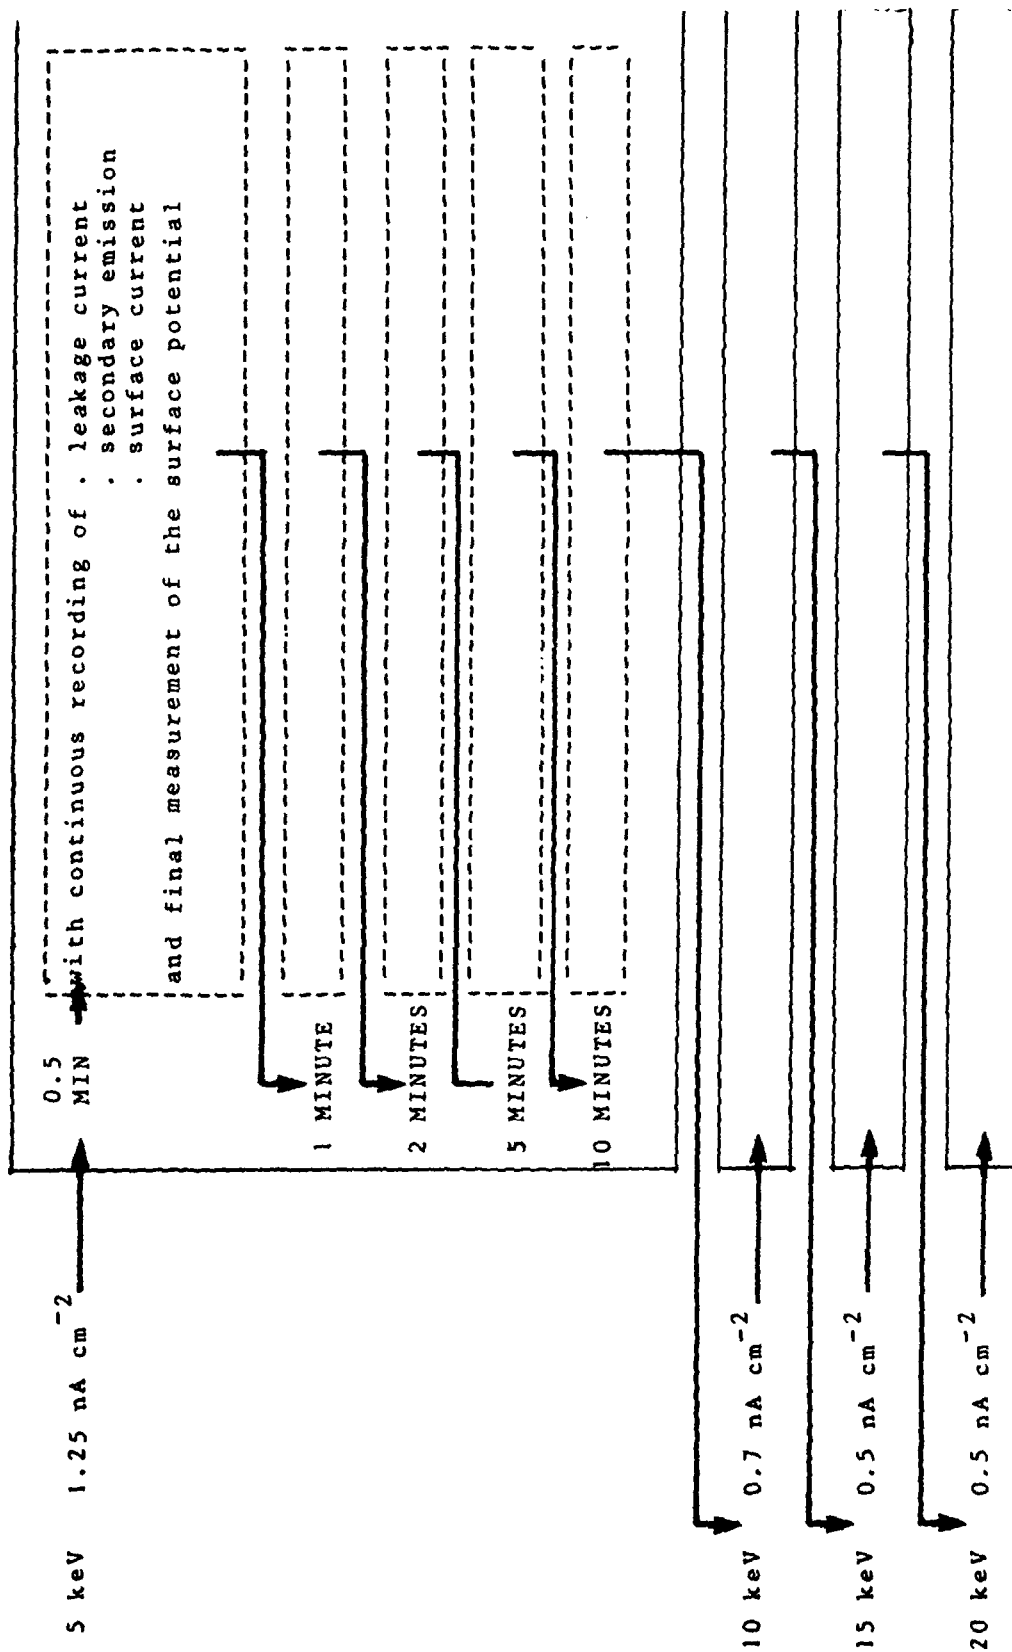 5 keV 1.25 nA cm⁻² 0.5 MIN with continuous recording of . leakage current
. secondary emission
. surface current
and final measurement of the surface potential
1 MINUTE
2 MINUTES
5 MINUTES
10 MINUTES
10 keV 0.7 nA cm⁻²
15 keV 0.5 nA cm⁻²
20 keV 0.5 nA cm⁻²